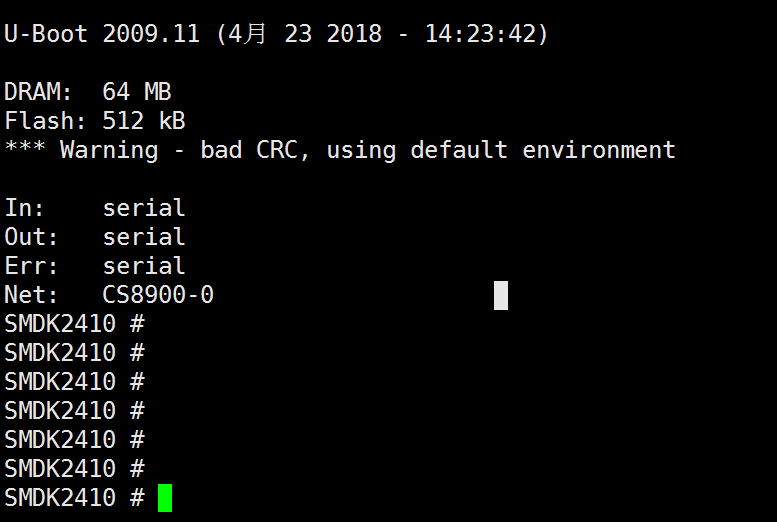 U-Boot 2009.11 (4月 23 2018 - 14:23:42)
DRAM:  64 MB
Flash: 512 kB
*** Warning - bad CRC, using default environment
In:    serial
Out:   serial
Err:   serial
Net:   CS8900-0
SMDK2410 #
SMDK2410 #
SMDK2410 #
SMDK2410 #
SMDK2410 #
SMDK2410 #
SMDK2410 #